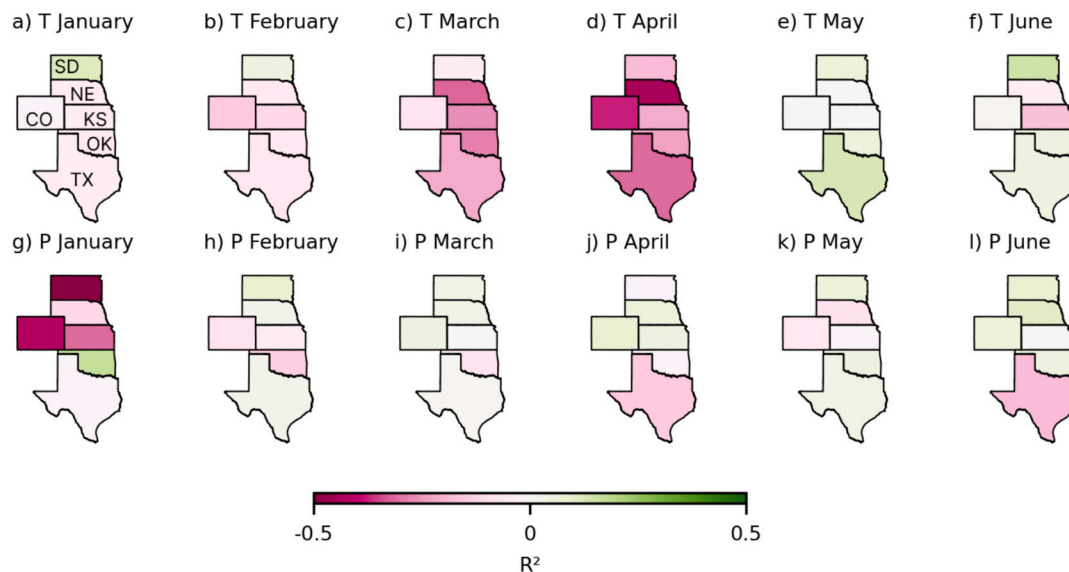 a) T January
b) T February
c) T March
d) T April
e) T May
f) T June
SD
NE
CO
KS
OK
TX
g) P January
h) P February
i) P March
j) P April
k) P May
l) P June
-0.5
0
0.5
R²